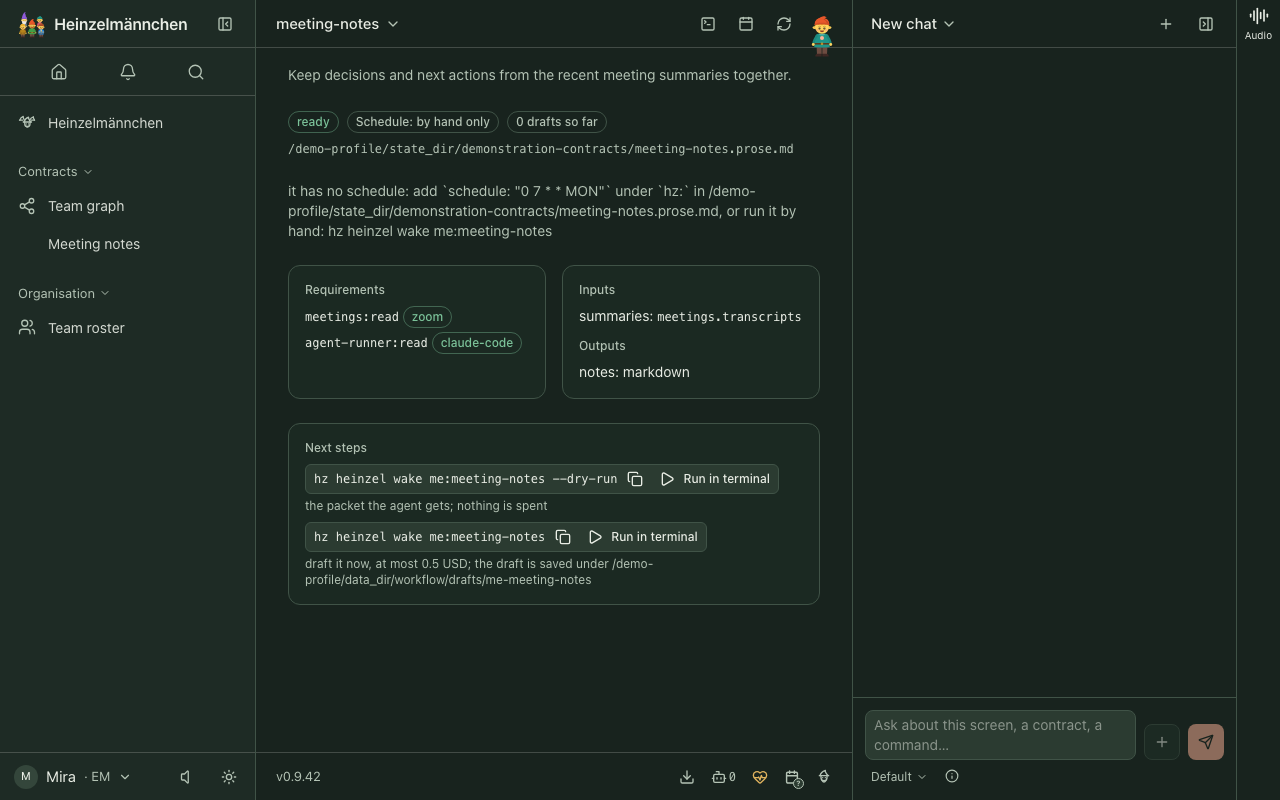 Heinzelmännchen
meeting-notes
New chat
Audio
Heinzelmännchen
Contracts
Team graph
Meeting notes
Organisation
Team roster
Keep decisions and next actions from the recent meeting summaries together.
ready
Schedule: by hand only
0 drafts so far
/demo-profile/state_dir/demonstration-contracts/meeting-notes.prose.md
it has no schedule: add `schedule: "0 7 * * MON"` under `hz:` in /demo-
profile/state_dir/demonstration-contracts/meeting-notes.prose.md, or run it by
hand: hz heinzel wake me:meeting-notes
Requirements
meetings:read zoom
agent-runner:read claude-code
Inputs
summaries: meetings.transcripts
Outputs
notes: markdown
Next steps
hz heinzel wake me:meeting-notes --dry-run Run in terminal
the packet the agent gets; nothing is spent
hz heinzel wake me:meeting-notes Run in terminal
draft it now, at most 0.5 USD; the draft is saved under /demo-
profile/data_dir/workflow/drafts/me-meeting-notes
Ask about this screen, a contract, a
command...
Default
M Mira · EM
v0.9.42
0
?